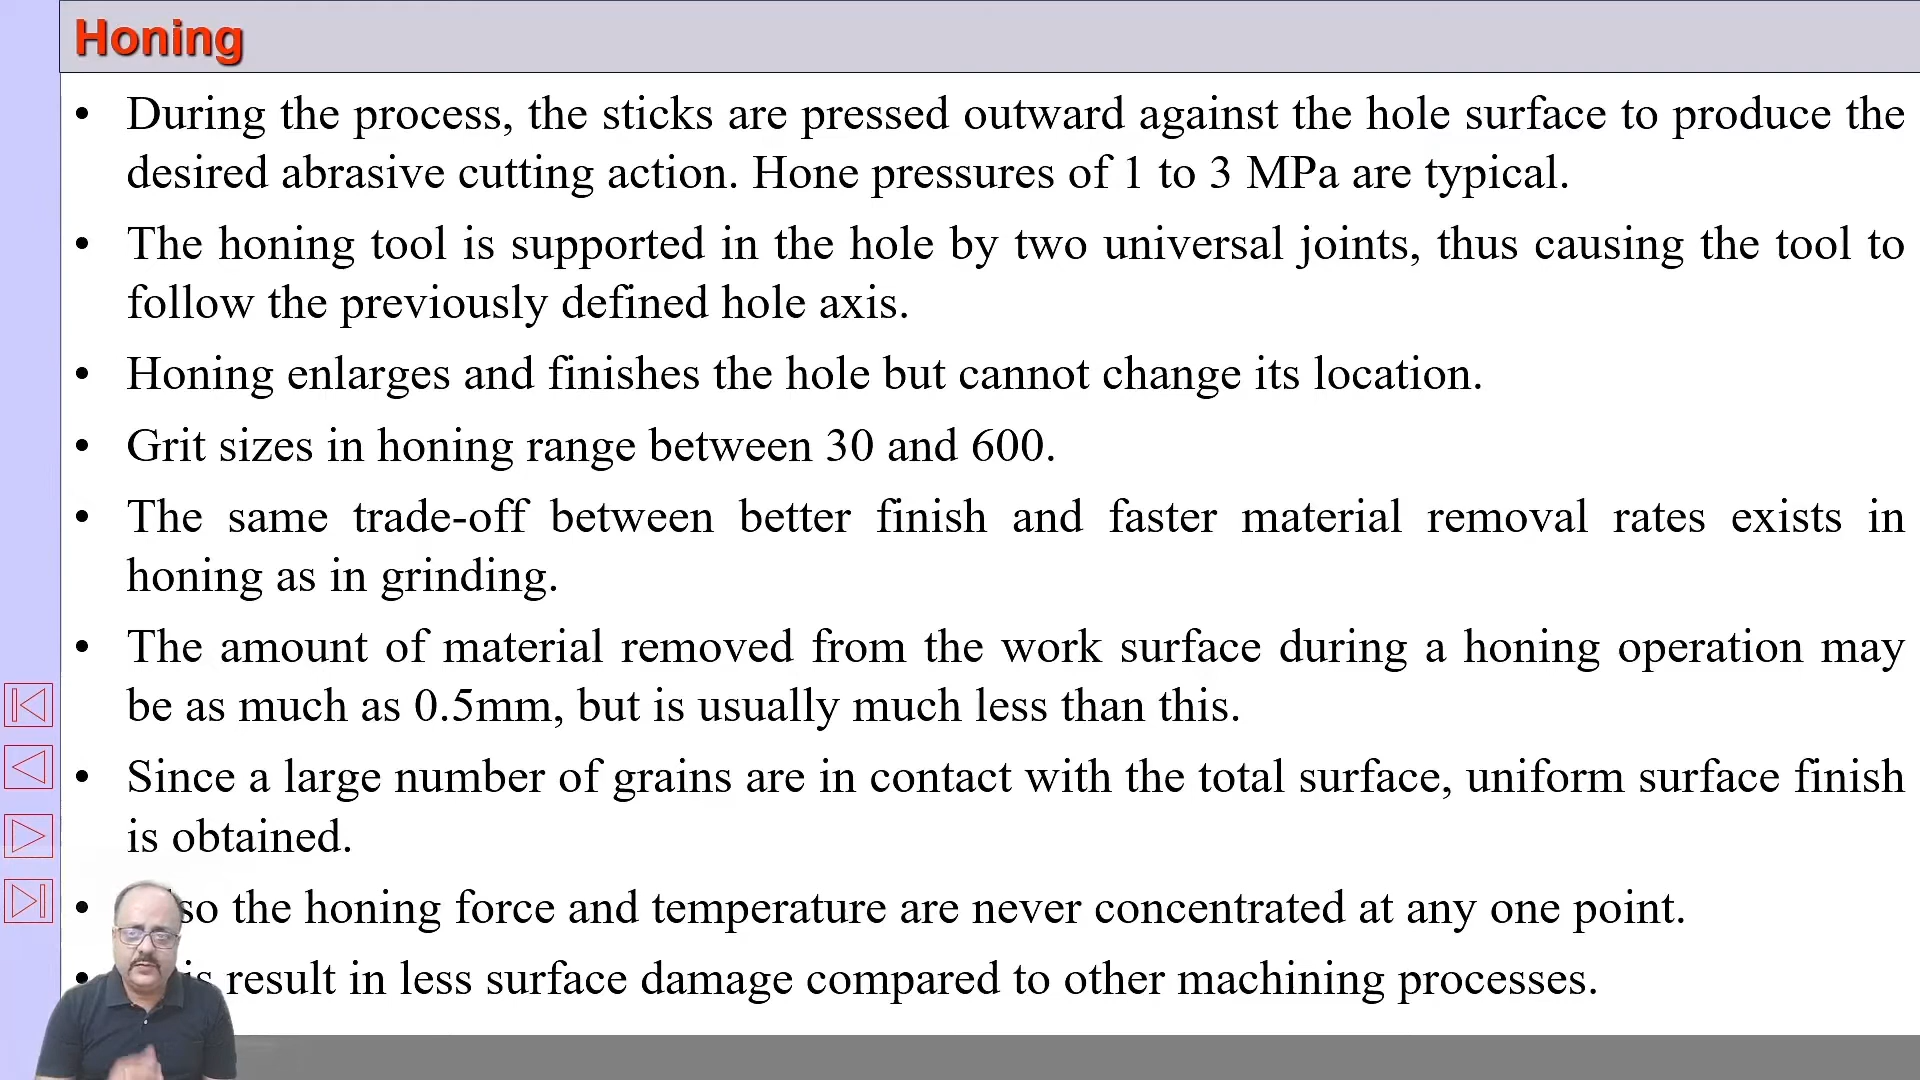 Honing
• During the process, the sticks are pressed outward against the hole surface to produce the
desired abrasive cutting action. Hone pressures of 1 to 3 MPa are typical.
• The honing tool is supported in the hole by two universal joints, thus causing the tool to
follow the previously defined hole axis.
• Honing enlarges and finishes the hole but cannot change its location.
• Grit sizes in honing range between 30 and 600.
• The same trade-off between better finish and faster material removal rates exists in
honing as in grinding.
• The amount of material removed from the work surface during a honing operation may
be as much as 0.5mm, but is usually much less than this.
• Since a large number of grains are in contact with the total surface, uniform surface finish
is obtained.
• the honing force and temperature are never concentrated at any one point.
• result in less surface damage compared to other machining processes.